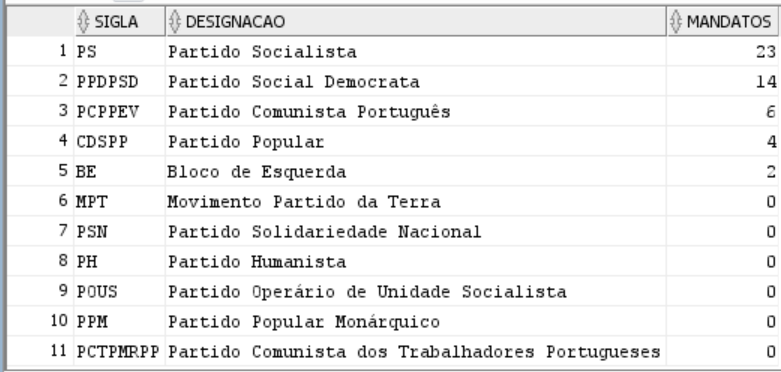 SIGLA DESIGNACAO MANDATOS
1 PS Partido Socialista 23
2 PPDPSD Partido Social Democrata 14
3 PCPPEV Partido Comunista Português 6
4 CDSPP Partido Popular 4
5 BE Bloco de Esquerda 2
6 MPT Movimento Partido da Terra 0
7 PSN Partido Solidariedade Nacional 0
8 PH Partido Humanista 0
9 POUS Partido Operário de Unidade Socialista 0
10 PPM Partido Popular Monárquico 0
11 PCTPMRPP Partido Comunista dos Trabalhadores Portugueses 0